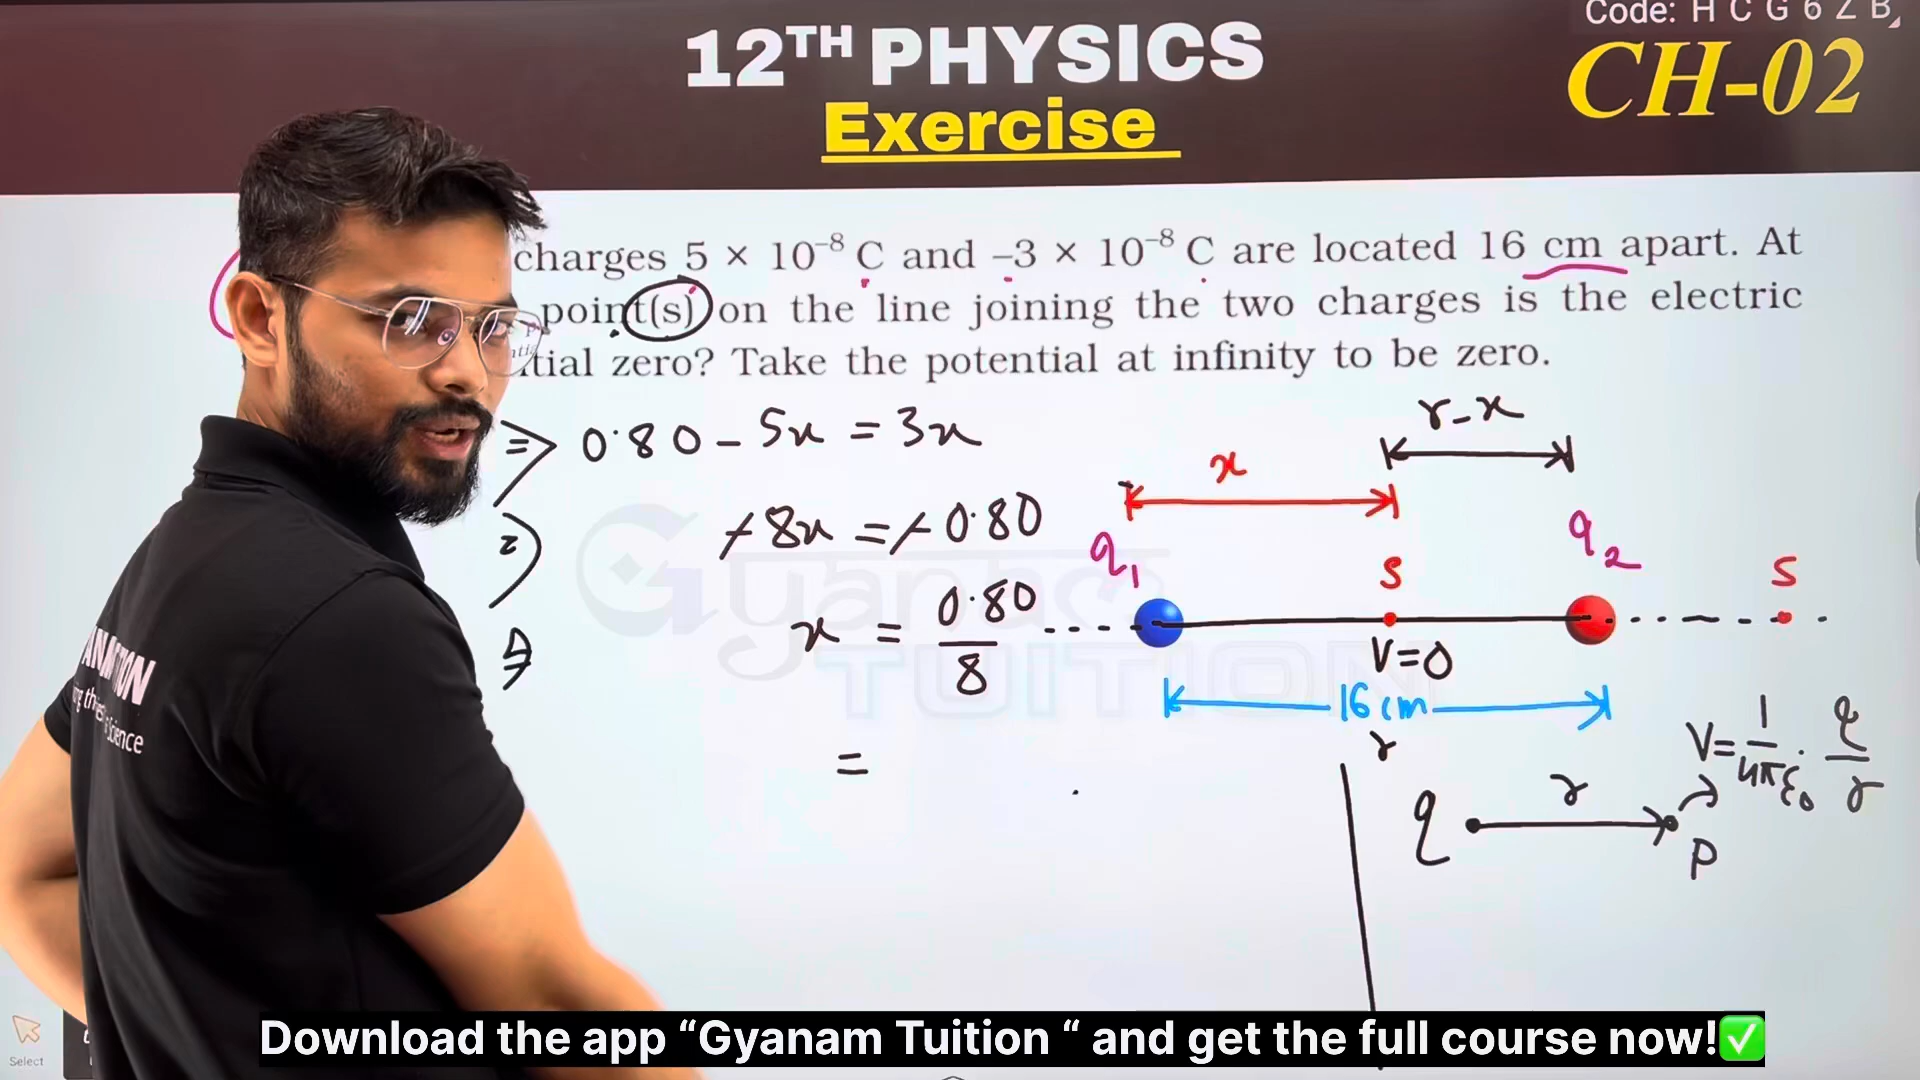 Code: H C G 6 Z B
12TH PHYSICS
CH-02
Exercise
charges 5 × 10⁻⁸ C and –3 × 10⁻⁸ C are located 16 cm apart. At
point(s) on the line joining the two charges is the electric
tial zero? Take the potential at infinity to be zero.
r-x
⇒ 0.80 - 5x = 3x
x
-8x = -0.80
q₁
q₂
S
S
x = 0.80/8
V=0
16 cm
r
=
V = 1/4πε₀ · q/r
q
r
P
TUITION
Download the app “Gyanam Tuition “ and get the full course now!✅
Select